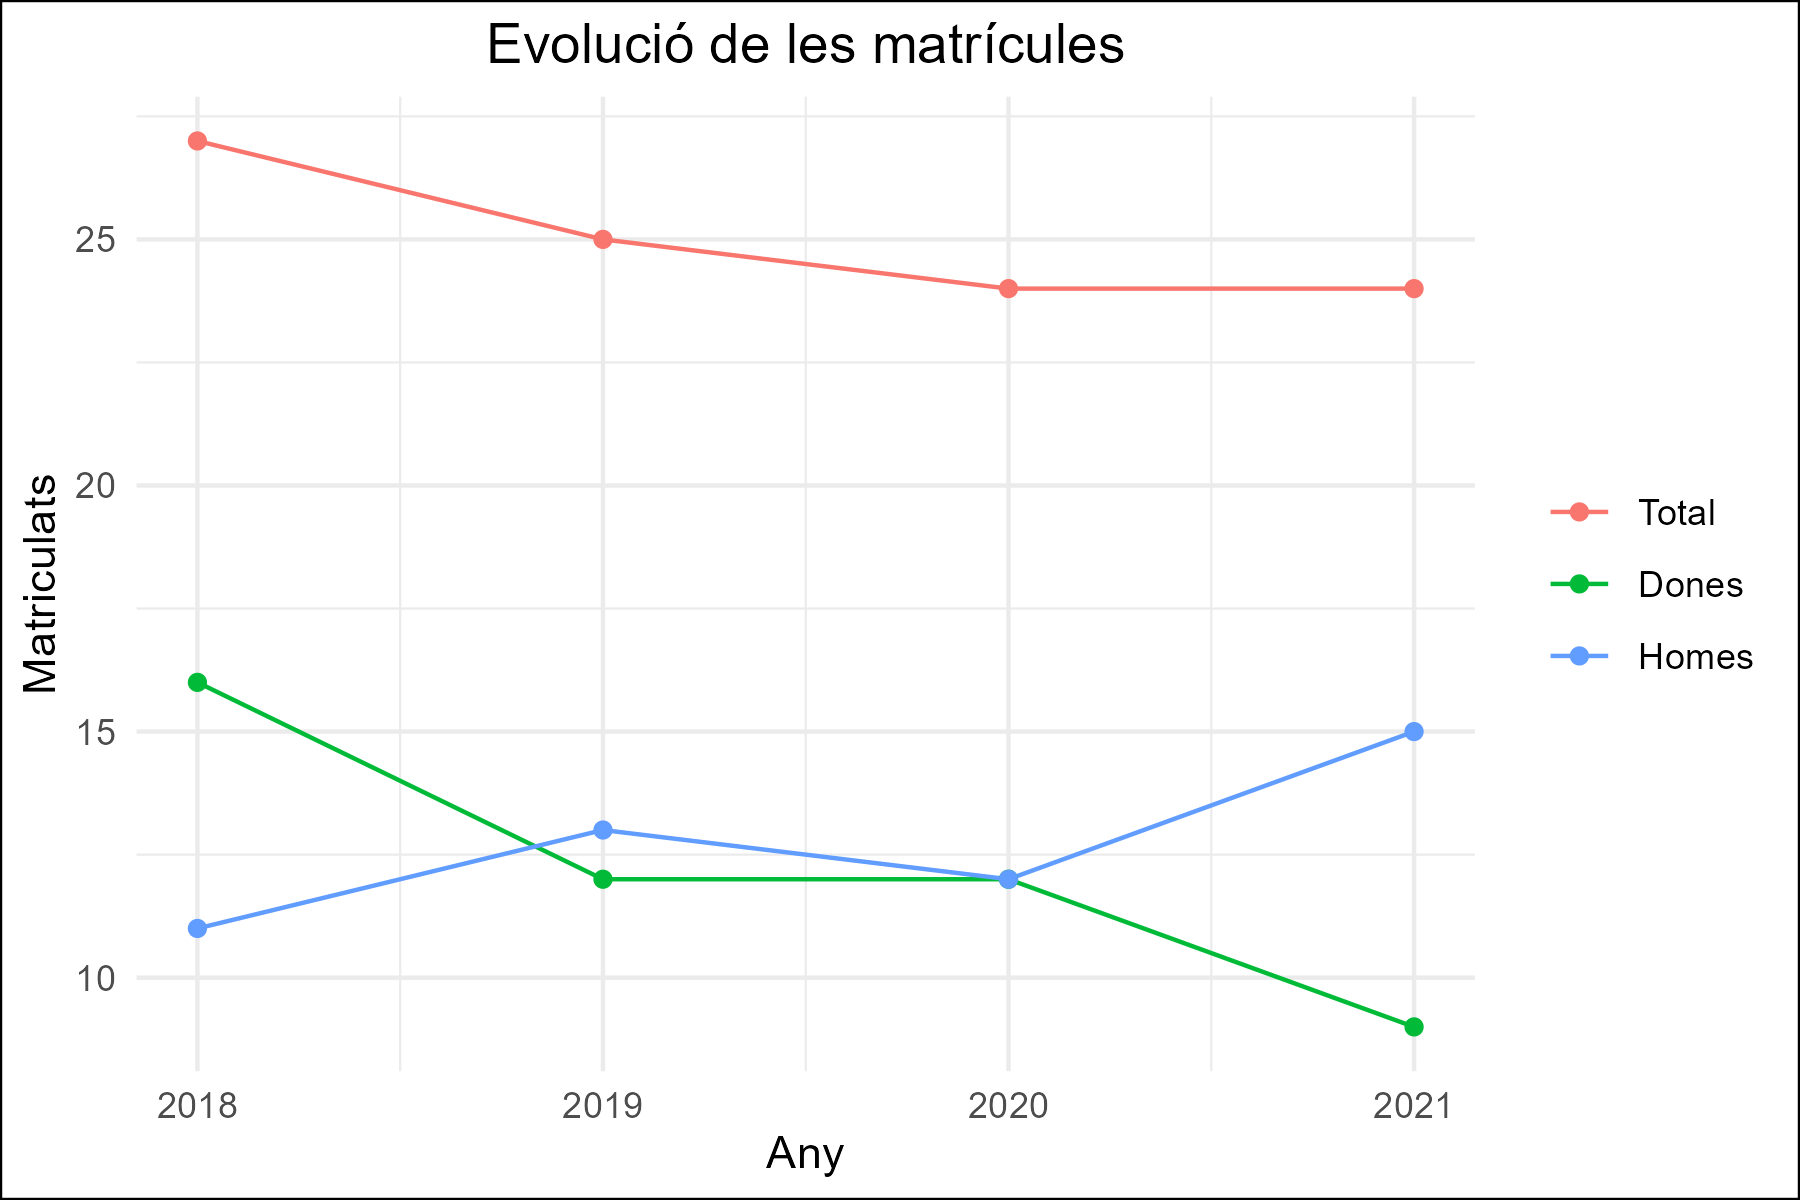 Evolució de les matrícules
Matriculats
25
20
15
10
2018
2019
2020
2021
Any
Total
Dones
Homes